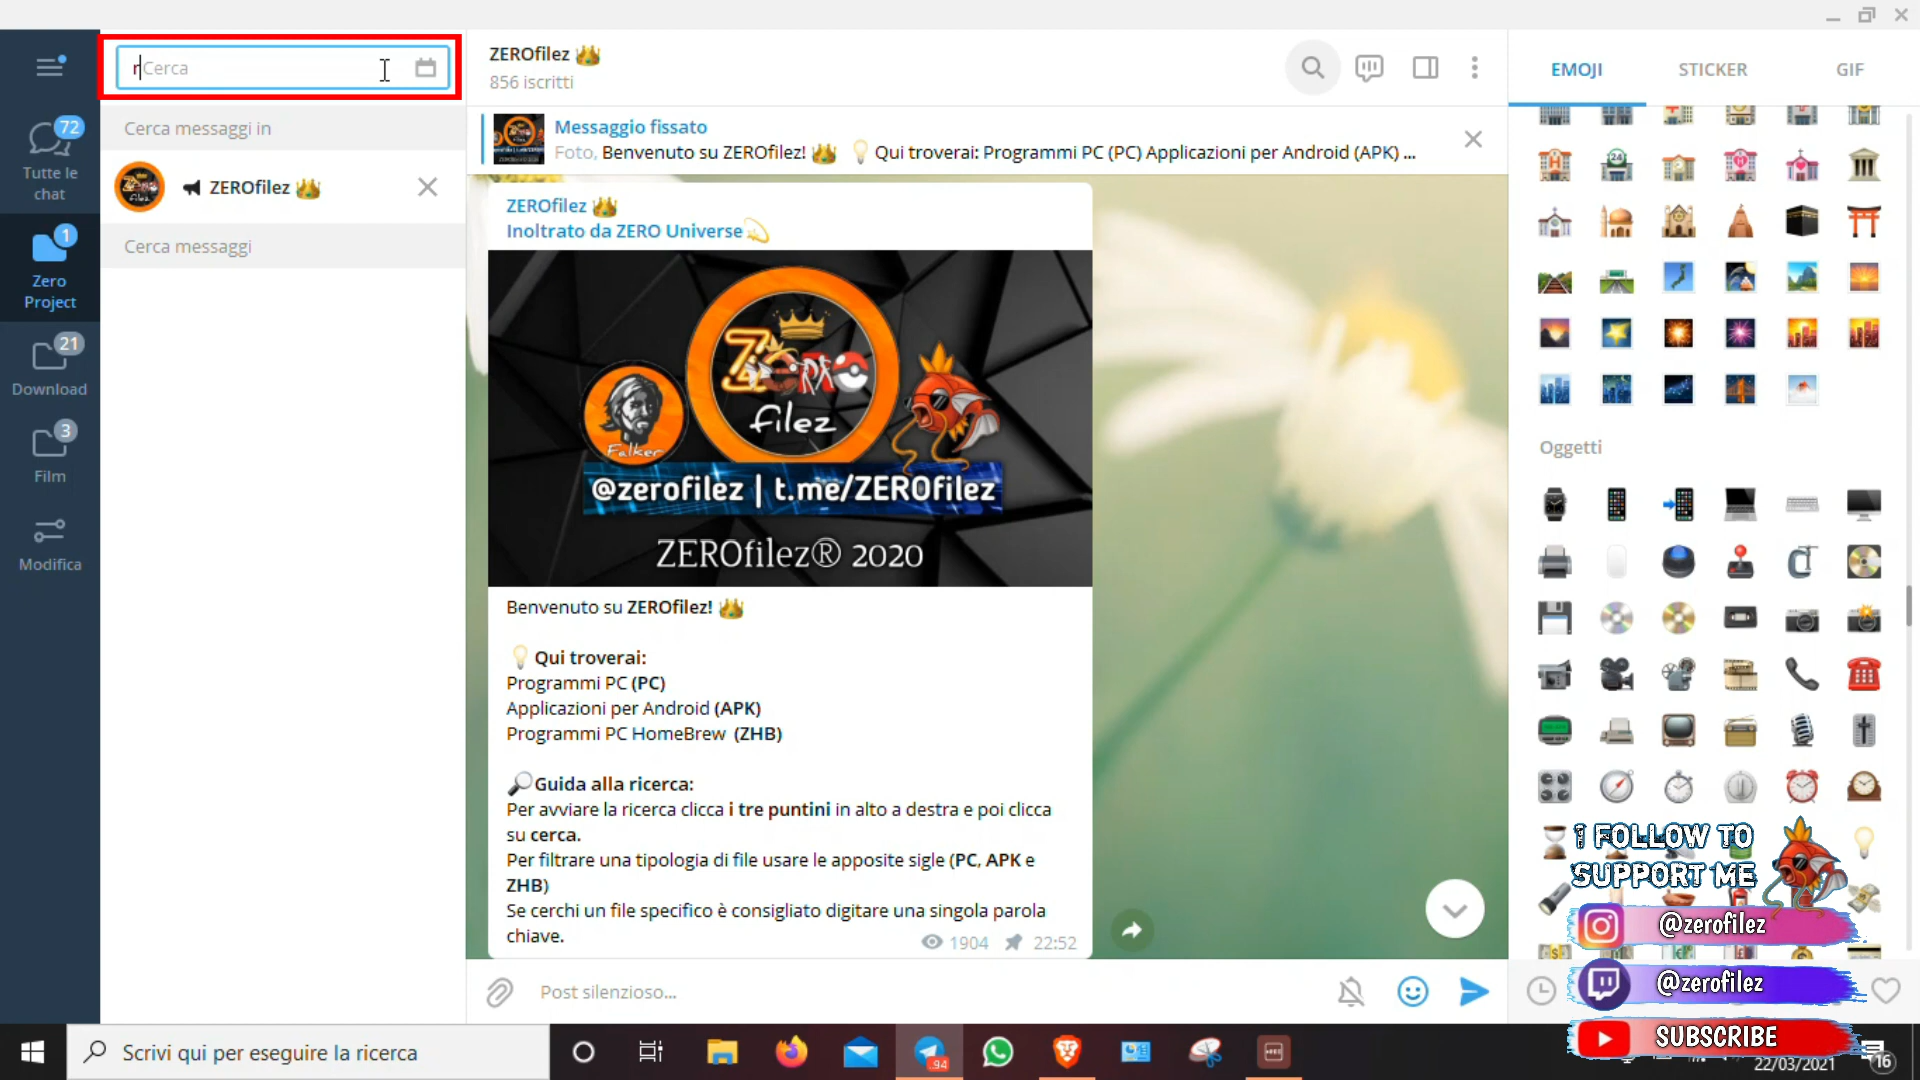 rCerca
Cerca messaggi in
ZEROfilez
Cerca messaggi
72
Tutte le
chat
1
Zero
Project
21
Download
3
Film
Modifica
ZEROfilez
856 iscritti
Messaggio fissato
Foto, Benvenuto su ZEROfilez! Qui troverai: Programmi PC (PC) Applicazioni per Android (APK) ...
ZEROfilez
Inoltrato da ZERO Universe
filez
Falker
@zerofilez | t.me/ZEROfilez
ZEROfilez® 2020
Benvenuto su ZEROfilez!
Qui troverai:
Programmi PC (PC)
Applicazioni per Android (APK)
Programmi PC HomeBrew (ZHB)
Guida alla ricerca:
Per avviare la ricerca clicca i tre puntini in alto a destra e poi clicca
su cerca.
Per filtrare una tipologia di file usare le apposite sigle (PC, APK e
ZHB)
Se cerchi un file specifico è consigliato digitare una singola parola
chiave.
1904 22:52
Post silenzioso...
EMOJI STICKER GIF
Oggetti
I FOLLOW TO
SUPPORT ME
@zerofilez
@zerofilez
SUBSCRIBE
Scrivi qui per eseguire la ricerca
94
22/03/2021
16